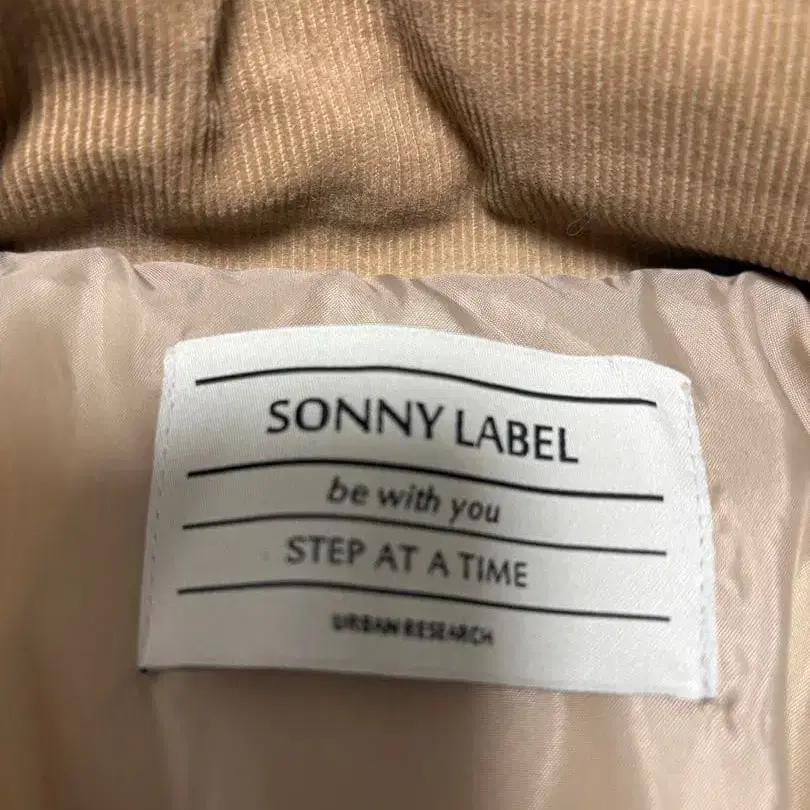 SONNY LABEL
be with you
STEP AT A TIME
URBAN RESEARCH